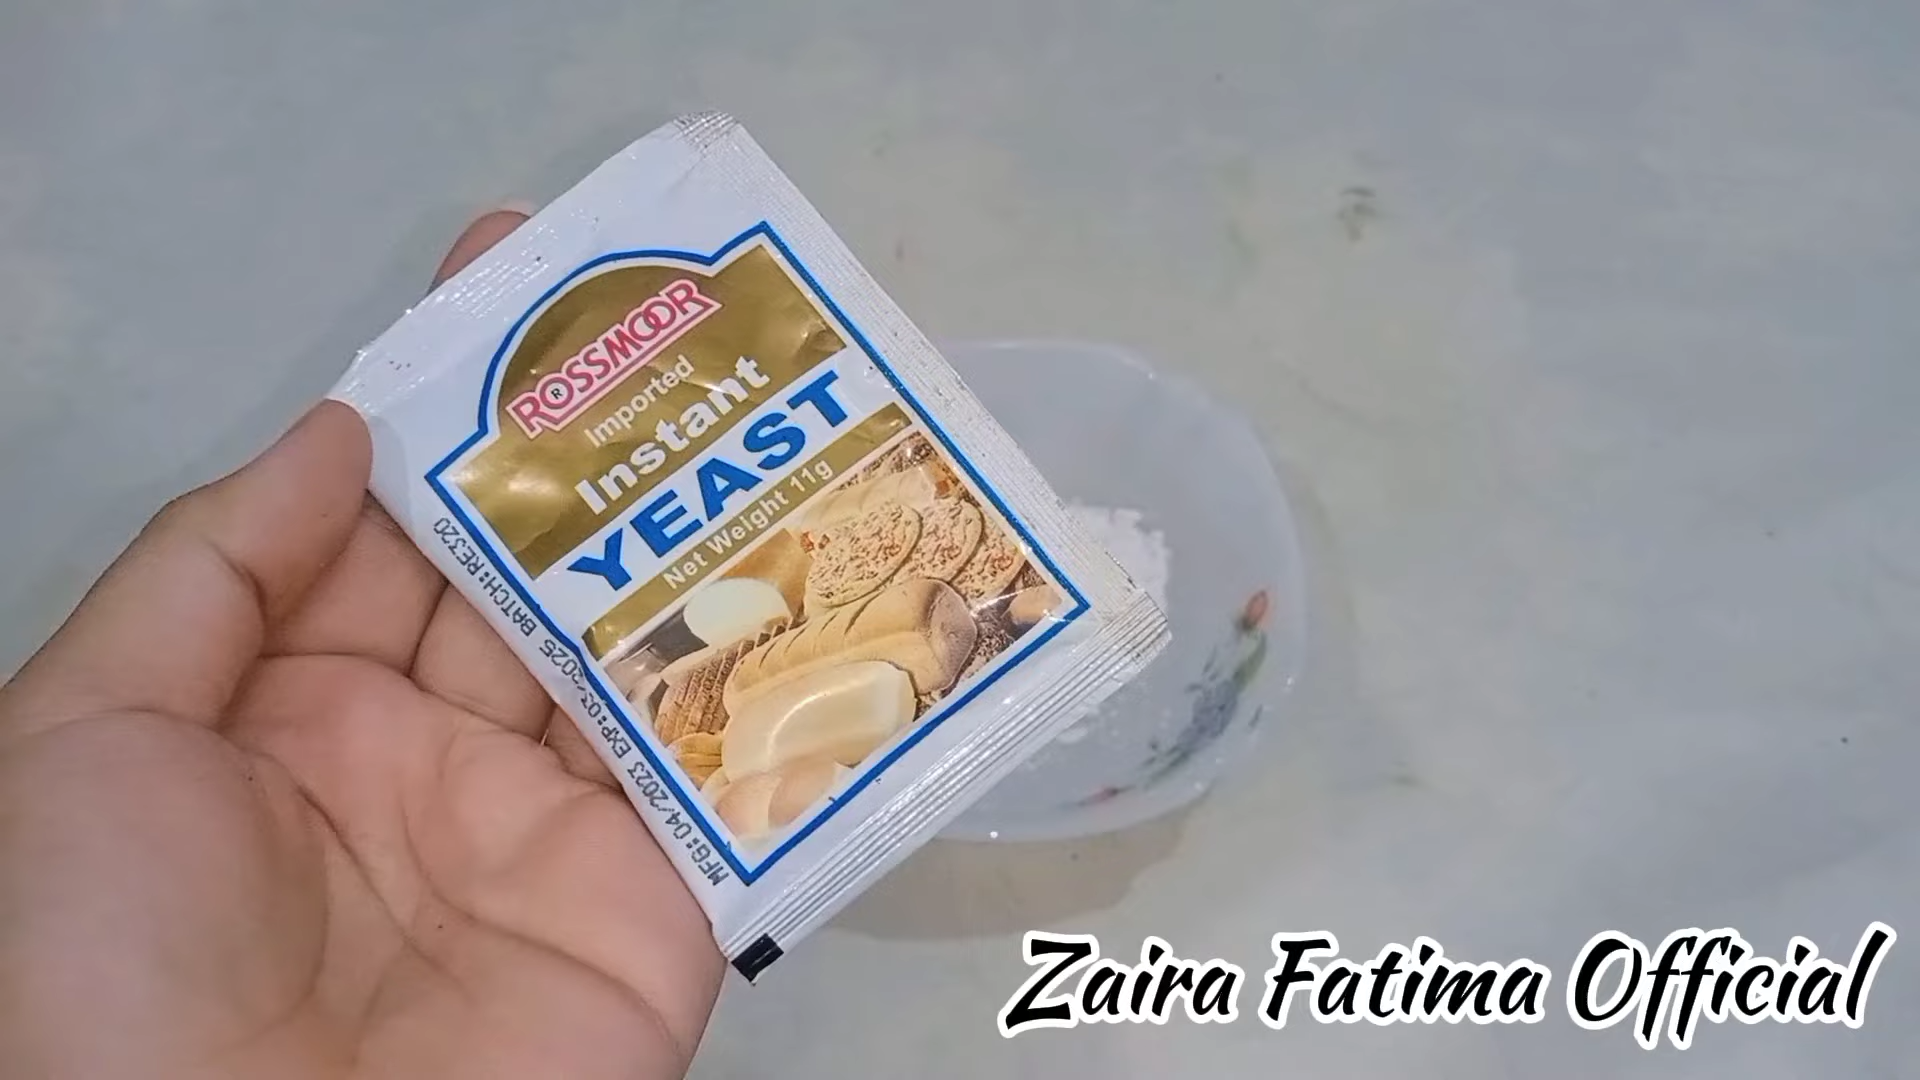 ROSSMOOR
Imported
Instant
YEAST
Net Weight 11g
MFG:04/2023 EXP:03/2025 BATCH:RE320
Zaira Fatima Official